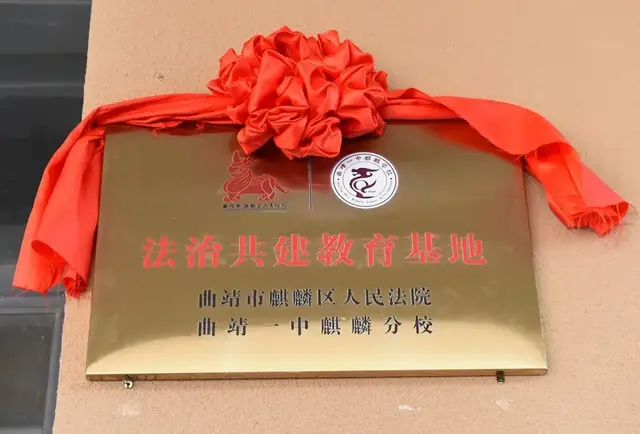 法治共建教育基地
曲靖市麒麟区人民法院
曲靖一中麒麟分校